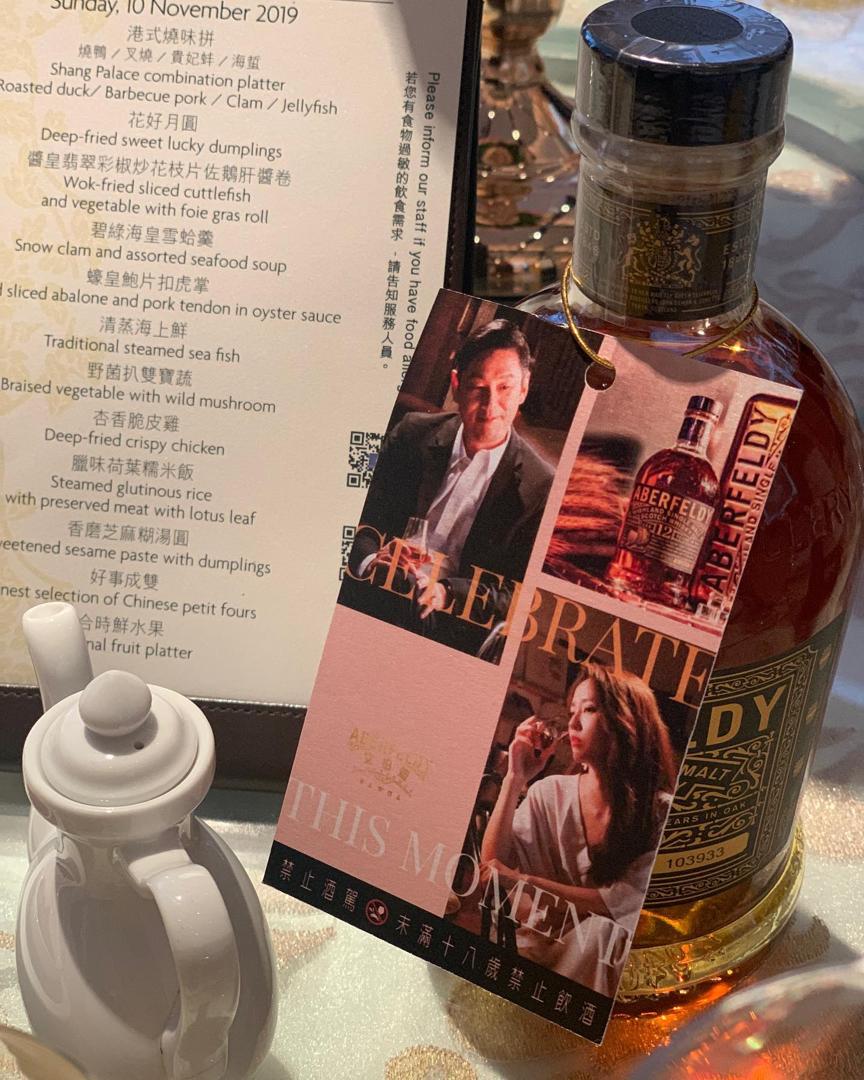 Sunday, 10 November 2019
港式燒味拼
燒鴨 / 叉燒 / 貴妃蚌 / 海蜇
Shang Palace combination platter
Roasted duck / Barbecue pork / Clam / Jellyfish
花好月圓
Deep-fried sweet lucky dumplings
醬皇翡翠彩椒炒花枝片佐鵝肝醬卷
Wok-fried sliced cuttlefish
and vegetable with foie gras roll
碧綠海皇雪蛤羹
Snow clam and assorted seafood soup
蠔皇鮑片扣虎掌
sliced abalone and pork tendon in oyster sauce
清蒸海上鮮
Traditional steamed sea fish
野菌扒雙寶蔬
Braised vegetable with wild mushroom
杏香脆皮雞
Deep-fried crispy chicken
臘味荷葉糯米飯
Steamed glutinous rice
with preserved meat with lotus leaf
香磨芝麻糊湯圓
weetened sesame paste with dumplings
好事成雙
nest selection of Chinese petit fours
合時鮮水果
nal fruit platter
Please inform our staff if you have food
若您有食物過敏的飲食需求，請告知服務人員。
ABERFELDY
HIGHLAND SINGLE
12
ABERFELDY
CELEBRATE
ABERFELDY
THIS MOMENT
禁止酒駕 未滿十八歲禁止飲酒
LDY
MALT
YEARS IN OAK
103933